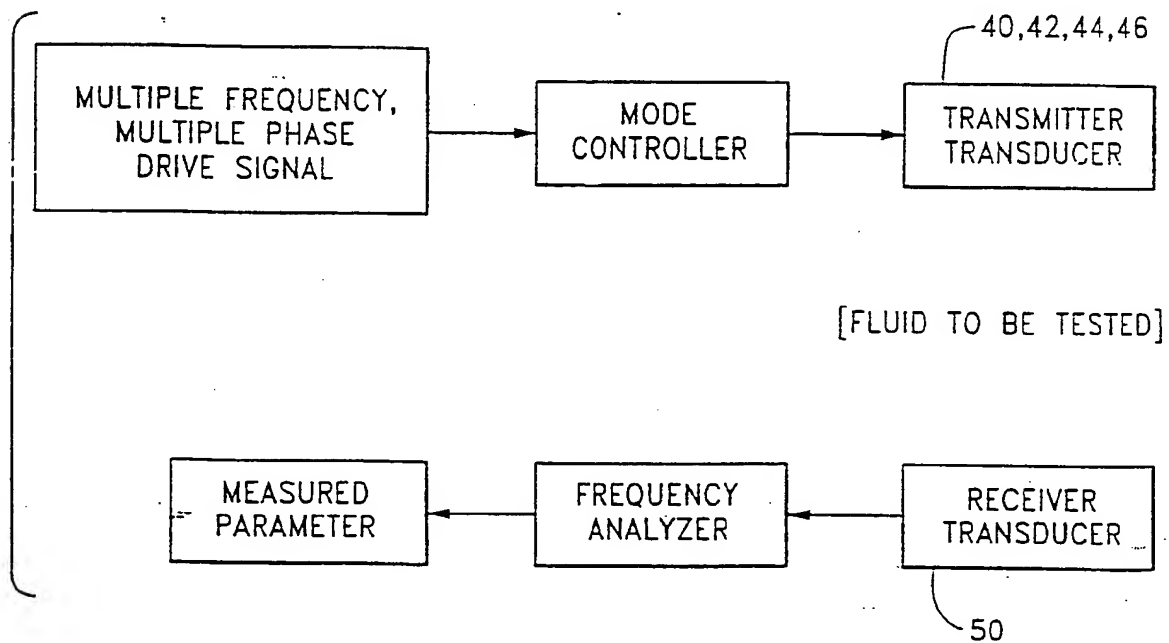 40,42,44,46
MULTIPLE FREQUENCY,
MULTIPLE PHASE
DRIVE SIGNAL
MODE
CONTROLLER
TRANSMITTER
TRANSDUCER
[FLUID TO BE TESTED]
MEASURED
PARAMETER
FREQUENCY
ANALYZER
RECEIVER
TRANSDUCER
50